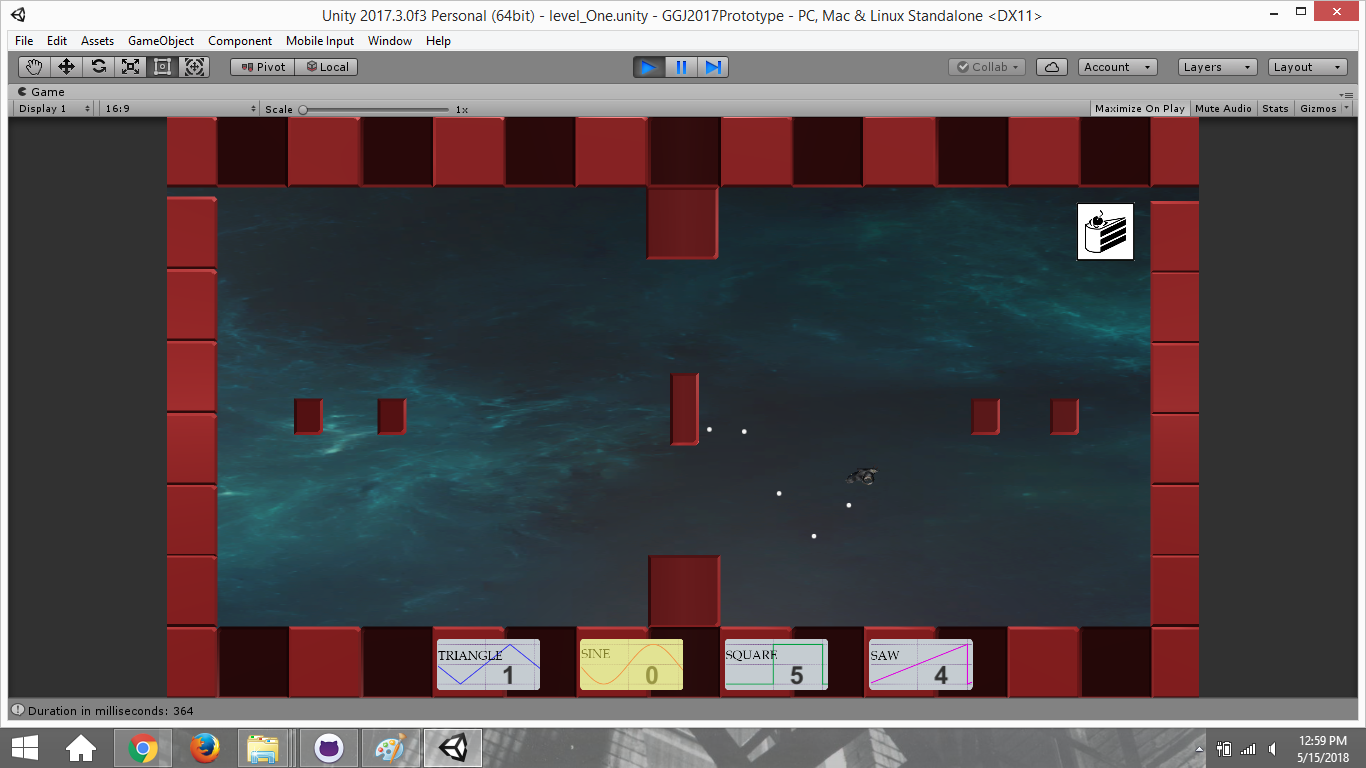 Unity 2017.3.0f3 Personal (64bit) - level_One.unity - GGJ2017Prototype - PC, Mac & Linux Standalone <DX11>
File Edit Assets GameObject Component Mobile Input Window Help
Pivot Local Collab Account Layers Layout
Game
Display 1 16:9 Scale 1x Maximize On Play Mute Audio Stats Gizmos
TRIANGLE 1 SINE 0 SQUARE 5 SAW 4
Duration in milliseconds: 364
12:59 PM
5/15/2018